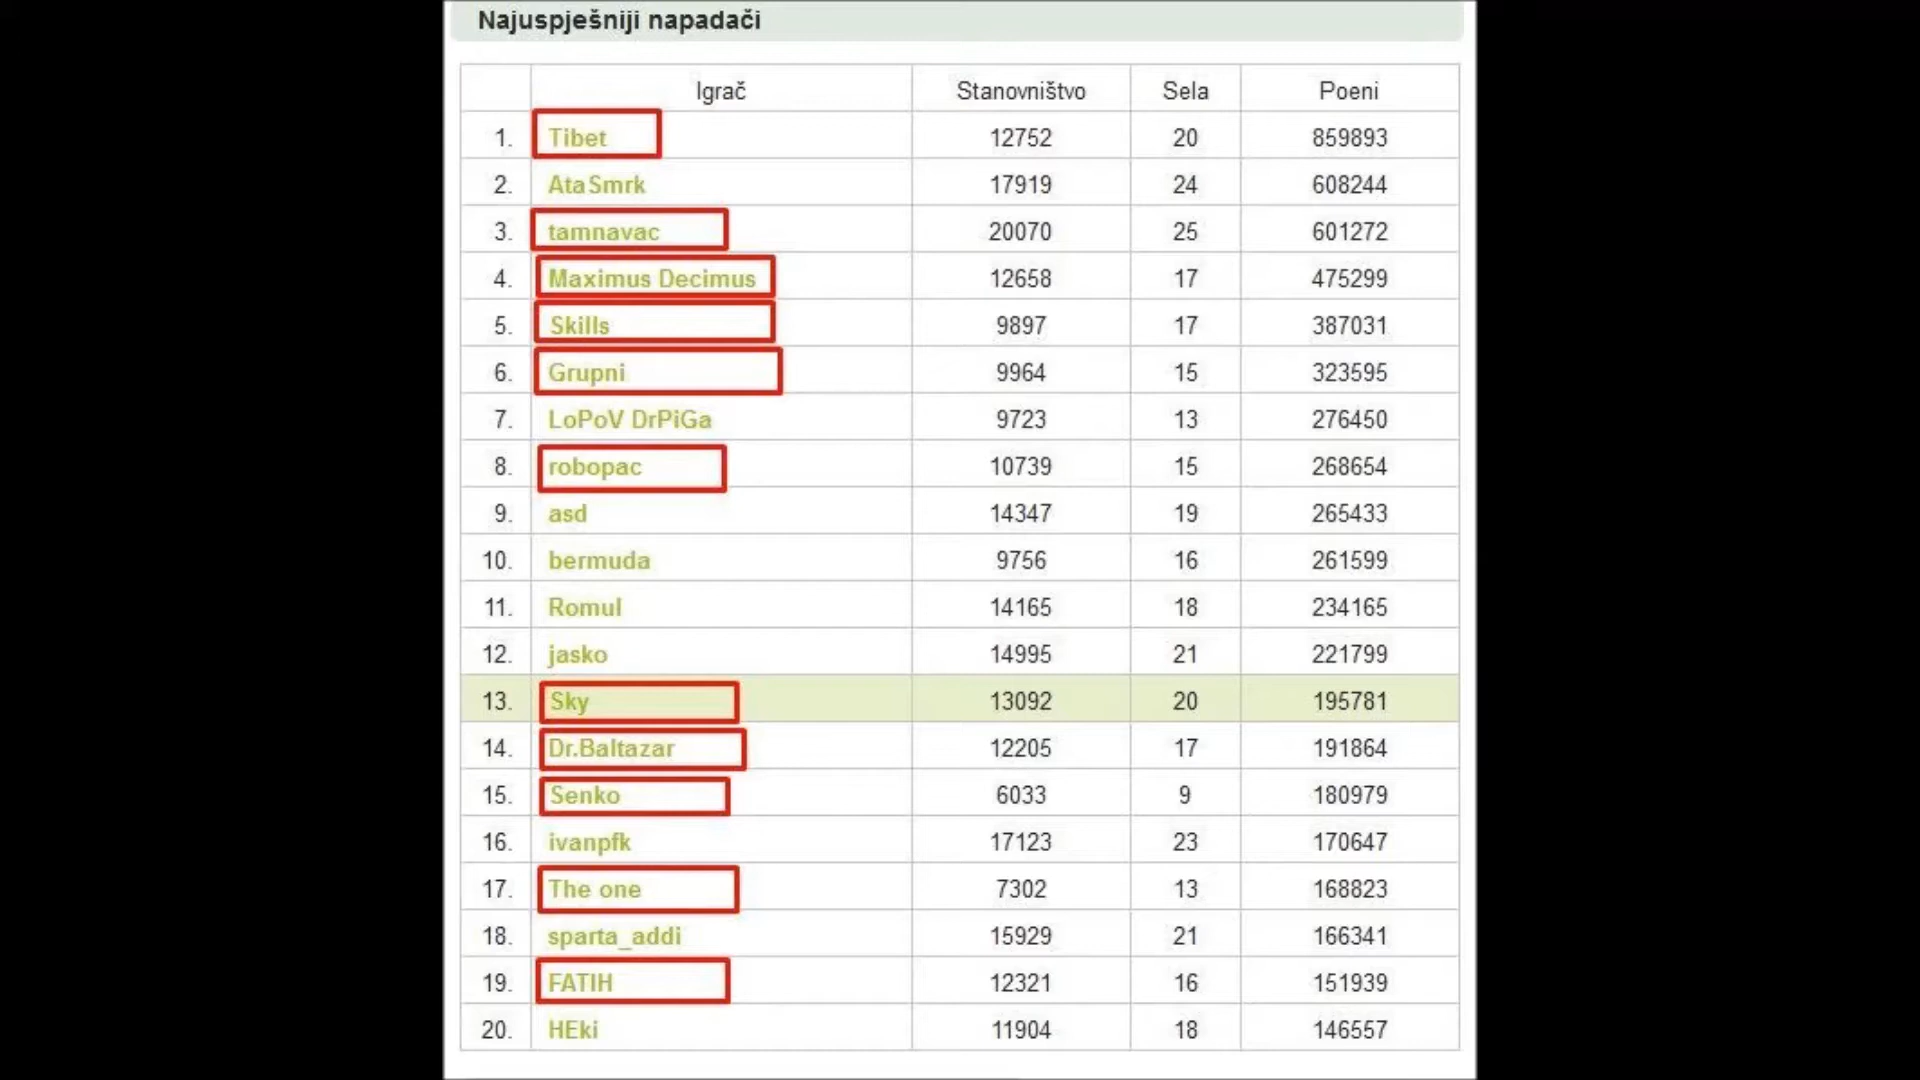 Najuspješniji napadači
Igrač Stanovništvo Sela Poeni
1. Tibet 12752 20 859893
2. AtaSmrk 17919 24 608244
3. tamnavac 20070 25 601272
4. Maximus Decimus 12658 17 475299
5. Skills 9897 17 387031
6. Grupni 9964 15 323595
7. LoPoV DrPiGa 9723 13 276450
8. robopac 10739 15 268654
9. asd 14347 19 265433
10. bermuda 9756 16 261599
11. Romul 14165 18 234165
12. jasko 14995 21 221799
13. Sky 13092 20 195781
14. Dr.Baltazar 12205 17 191864
15. Senko 6033 9 180979
16. ivanpfk 17123 23 170647
17. The one 7302 13 168823
18. sparta_addi 15929 21 166341
19. FATIH 12321 16 151939
20. HEki 11904 18 146557